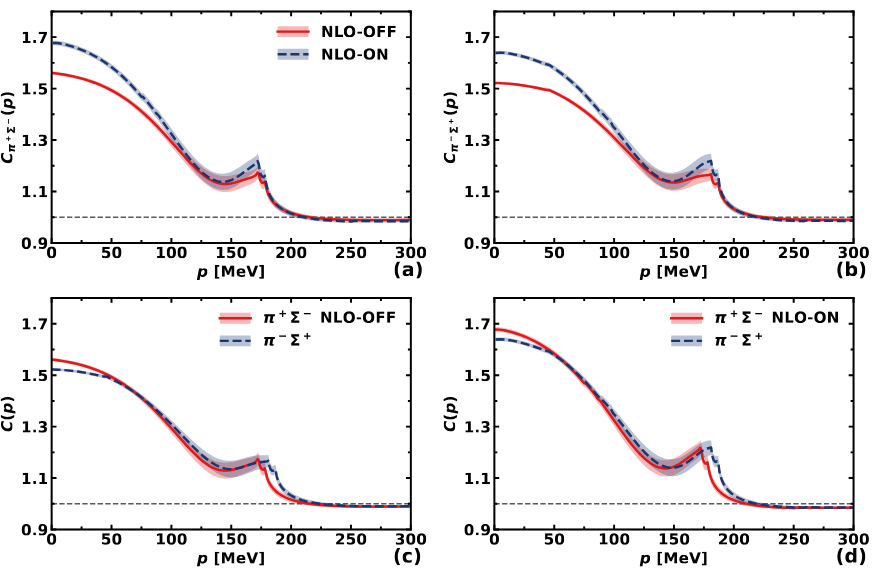 1.7
1.5
1.3
1.1
0.9
C_{π⁺Σ⁻}(p)
NLO-OFF
NLO-ON
0 50 100 150 200 250 300
p [MeV]
(a)
1.7
1.5
1.3
1.1
0.9
C_{π⁻Σ⁺}(p)
0 50 100 150 200 250 300
p [MeV]
(b)
1.7
1.5
1.3
1.1
0.9
C(p)
π⁺Σ⁻ NLO-OFF
π⁻Σ⁺
0 50 100 150 200 250 300
p [MeV]
(c)
1.7
1.5
1.3
1.1
0.9
C(p)
π⁺Σ⁻ NLO-ON
π⁻Σ⁺
0 50 100 150 200 250 300
p [MeV]
(d)